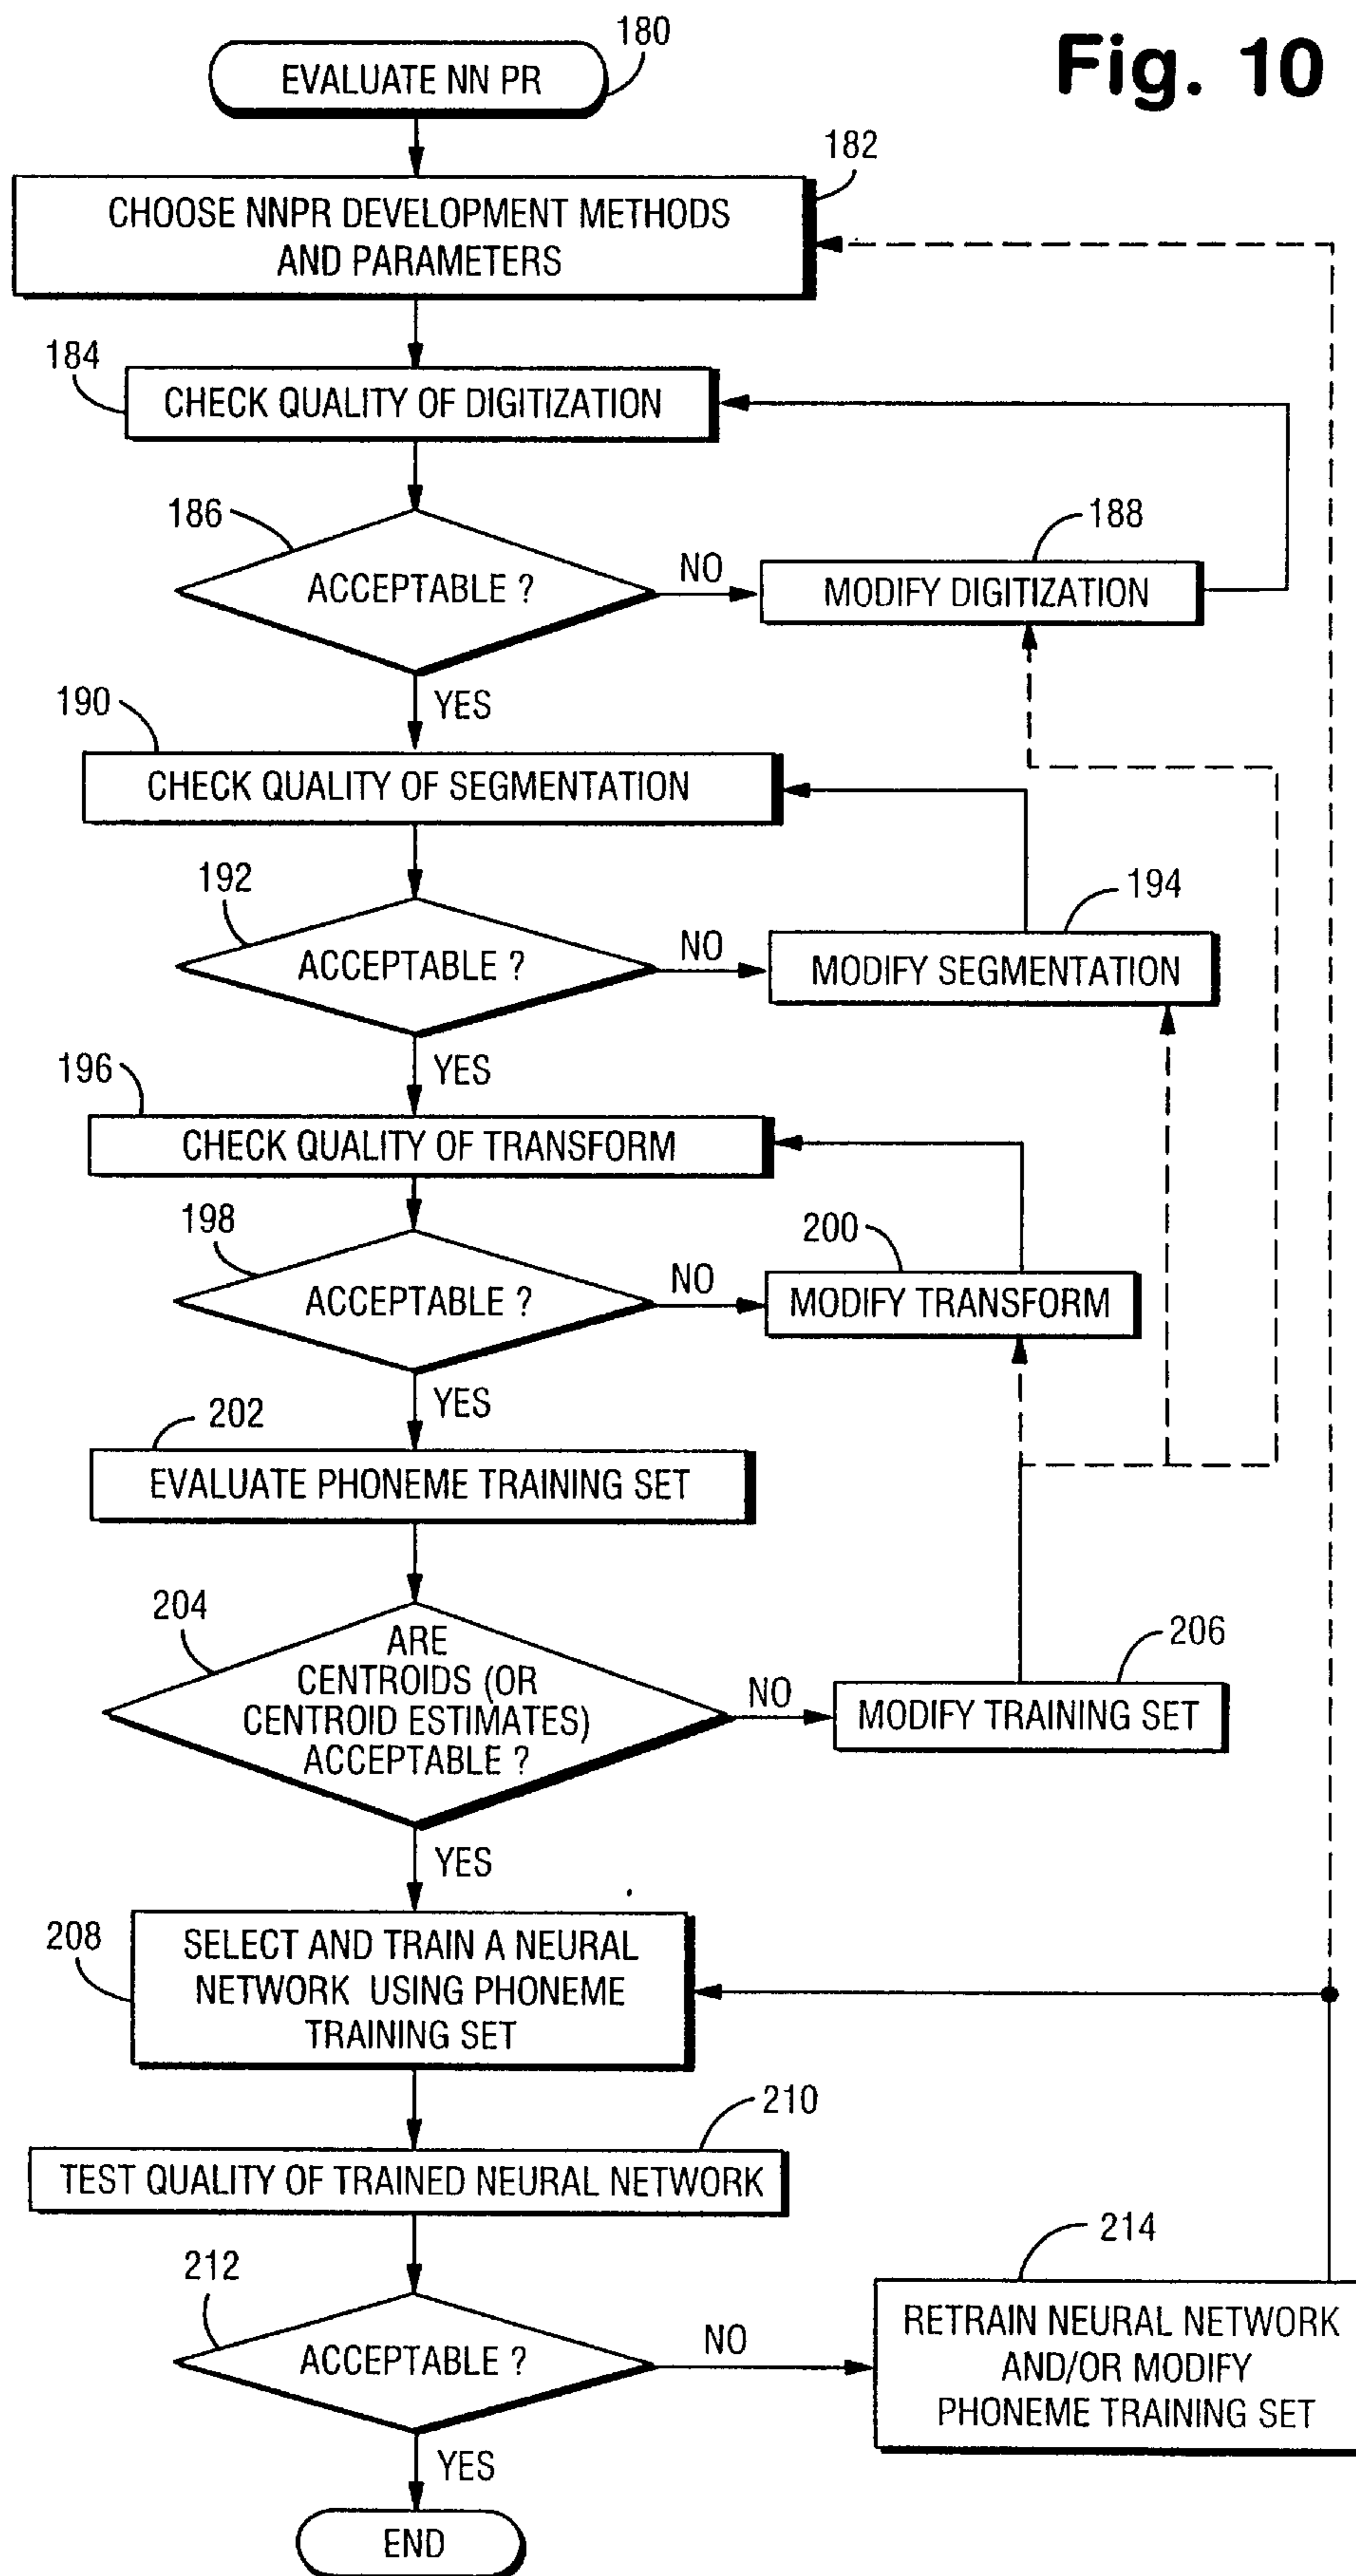 Fig. 10
180
EVALUATE NN PR
182
CHOOSE NNPR DEVELOPMENT METHODS
AND PARAMETERS
184
CHECK QUALITY OF DIGITIZATION
186
ACCEPTABLE ?
NO
188
MODIFY DIGITIZATION
YES
190
CHECK QUALITY OF SEGMENTATION
192
ACCEPTABLE ?
NO
194
MODIFY SEGMENTATION
YES
196
CHECK QUALITY OF TRANSFORM
198
ACCEPTABLE ?
NO
200
MODIFY TRANSFORM
YES
202
EVALUATE PHONEME TRAINING SET
204
ARE
CENTROIDS (OR
CENTROID ESTIMATES)
ACCEPTABLE ?
NO
206
MODIFY TRAINING SET
YES
208
SELECT AND TRAIN A NEURAL
NETWORK USING PHONEME
TRAINING SET
210
TEST QUALITY OF TRAINED NEURAL NETWORK
212
ACCEPTABLE ?
NO
214
RETRAIN NEURAL NETWORK
AND/OR MODIFY
PHONEME TRAINING SET
YES
END